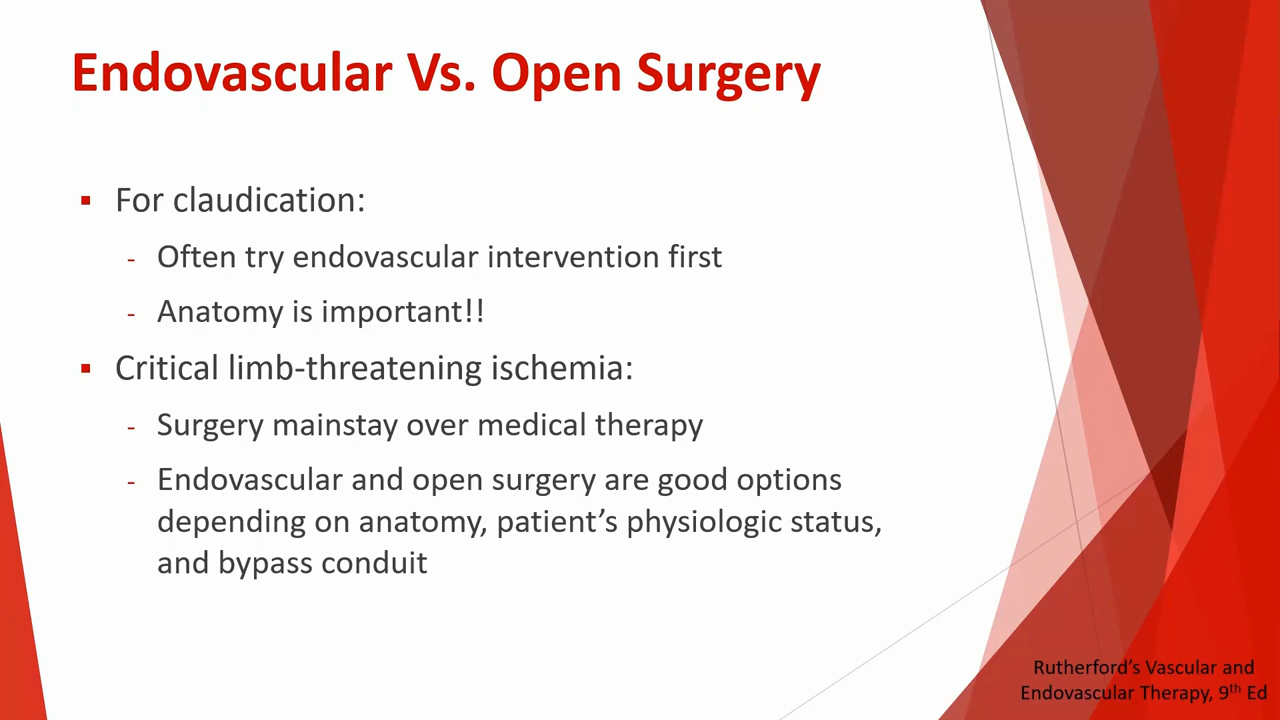 Endovascular Vs. Open Surgery
▪ For claudication:
- Often try endovascular intervention first
- Anatomy is important!!
▪ Critical limb-threatening ischemia:
- Surgery mainstay over medical therapy
- Endovascular and open surgery are good options
depending on anatomy, patient’s physiologic status,
and bypass conduit
Rutherford’s Vascular and
Endovascular Therapy, 9th Ed